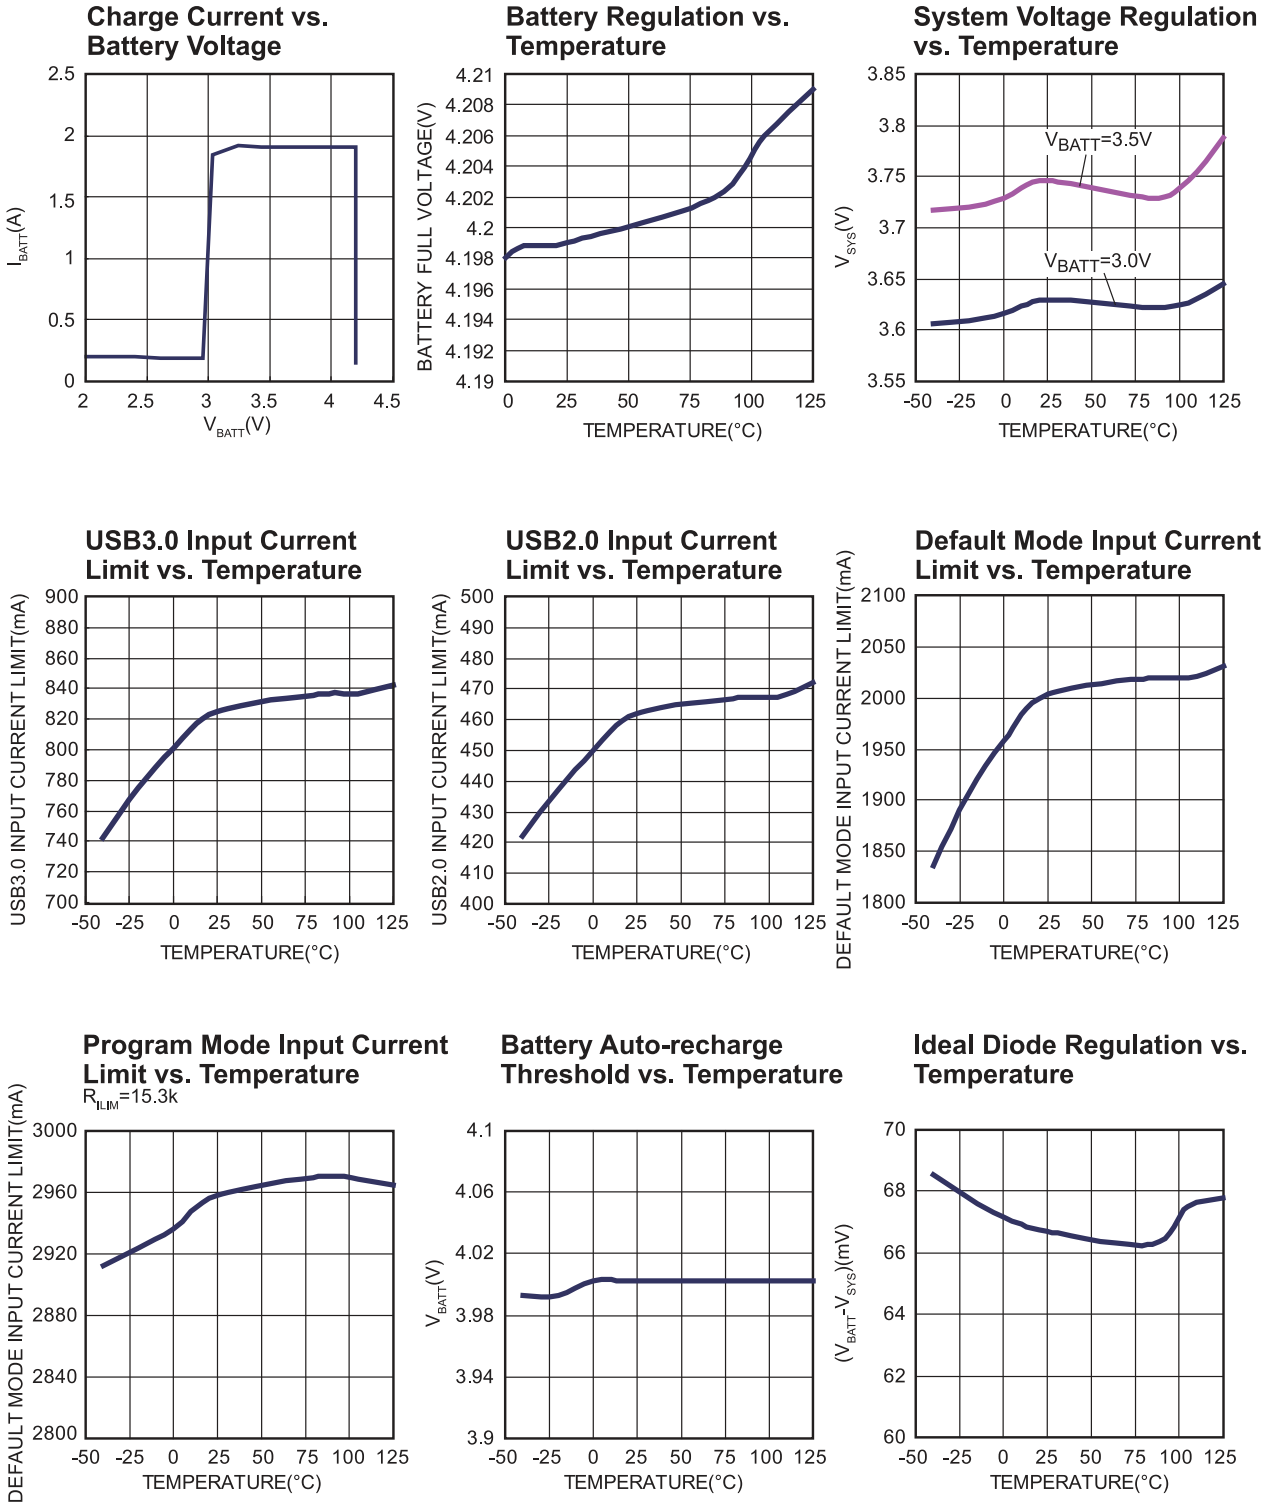 Charge Current vs.
Battery Voltage
2.5
2
1.5
1
0.5
0
IBATT(A)
2 2.5 3 3.5 4 4.5
VBATT(V)
Battery Regulation vs.
Temperature
BATTERY FULL VOLTAGE(V)
4.21
4.208
4.206
4.204
4.202
4.2
4.198
4.196
4.194
4.192
4.19
0 25 50 75 100 125
TEMPERATURE(°C)
System Voltage Regulation
vs. Temperature
VSYS(V)
3.85
3.8
3.75
3.7
3.65
3.6
3.55
VBATT=3.5V
VBATT=3.0V
-50 -25 0 25 50 75 100 125
TEMPERATURE(°C)
USB3.0 Input Current
Limit vs. Temperature
USB3.0 INPUT CURRENT LIMIT(mA)
900
880
860
840
820
800
780
760
740
720
700
-50 -25 0 25 50 75 100 125
TEMPERATURE(°C)
USB2.0 Input Current
Limit vs. Temperature
USB2.0 INPUT CURRENT LIMIT(mA)
500
490
480
470
460
450
440
430
420
410
400
-50 -25 0 25 50 75 100 125
TEMPERATURE(°C)
Default Mode Input Current
Limit vs. Temperature
DEFAULT MODE INPUT CURRENT LIMIT(mA)
2100
2050
2000
1950
1900
1850
1800
-50 -25 0 25 50 75 100 125
TEMPERATURE(°C)
Program Mode Input Current
Limit vs. Temperature
RILIM=15.3k
DEFAULT MODE INPUT CURRENT LIMIT(mA)
3000
2960
2920
2880
2840
2800
-50 -25 0 25 50 75 100 125
TEMPERATURE(°C)
Battery Auto-recharge
Threshold vs. Temperature
VBATT(V)
4.1
4.06
4.02
3.98
3.94
3.9
-50 -25 0 25 50 75 100 125
TEMPERATURE(°C)
Ideal Diode Regulation vs.
Temperature
(VBATT-VSYS)(mV)
70
68
66
64
62
60
-50 -25 0 25 50 75 100 125
TEMPERATURE(°C)